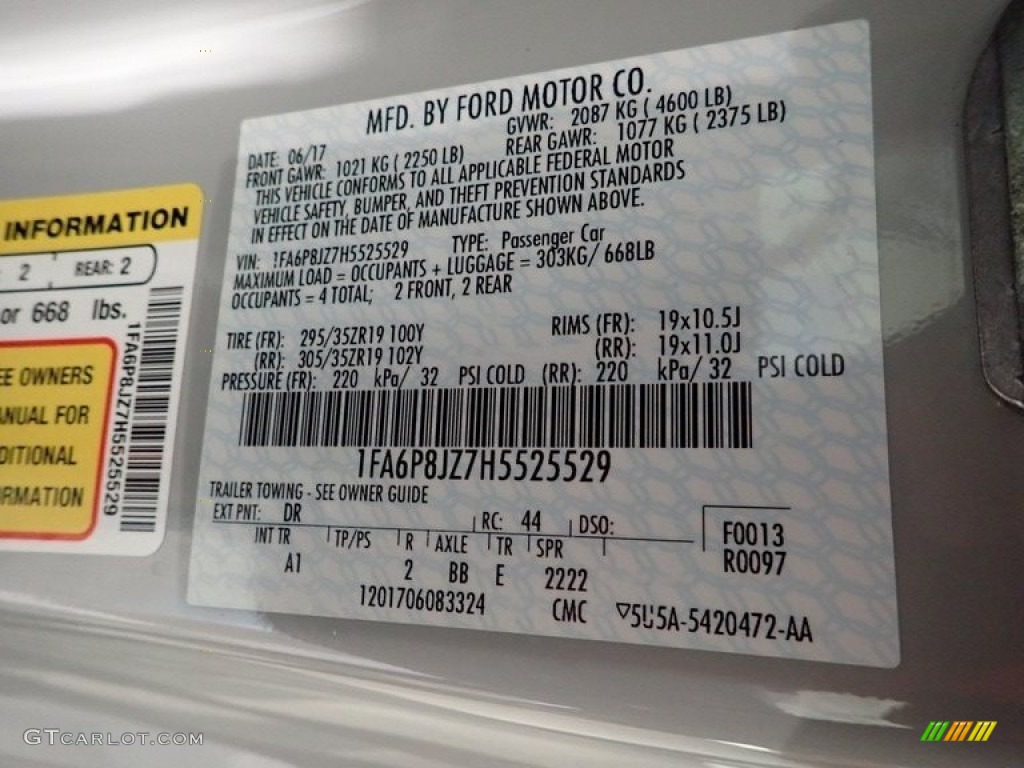 INFORMATION
2 REAR: 2
or 668 lbs.
EE OWNERS
ANUAL FOR
DITIONAL
RMATION
1FA6P8JZ7H5525529
MFD. BY FORD MOTOR CO.
DATE: 06/17 GVWR: 2087 KG ( 4600 LB)
FRONT GAWR: 1021 KG ( 2250 LB) REAR GAWR: 1077 KG ( 2375 LB)
THIS VEHICLE CONFORMS TO ALL APPLICABLE FEDERAL MOTOR
VEHICLE SAFETY, BUMPER, AND THEFT PREVENTION STANDARDS
IN EFFECT ON THE DATE OF MANUFACTURE SHOWN ABOVE.
VIN: 1FA6P8JZ7H5525529 TYPE: Passenger Car
MAXIMUM LOAD = OCCUPANTS + LUGGAGE = 303KG/ 668LB
OCCUPANTS = 4 TOTAL; 2 FRONT, 2 REAR
TIRE (FR): 295/35ZR19 100Y RIMS (FR): 19x10.5J
(RR): 305/35ZR19 102Y (RR): 19x11.0J
PRESSURE (FR): 220 kPa/ 32 PSI COLD (RR): 220 kPa/ 32 PSI COLD
1FA6P8JZ7H5525529
TRAILER TOWING - SEE OWNER GUIDE
EXT PNT: DR RC: 44 DSO: F0013
INT TR TP/PS R AXLE TR SPR R0097
A1 2 BB E 2222
1201706083324 CMC ▽5U5A-5420472-AA
GTCARLOT.COM